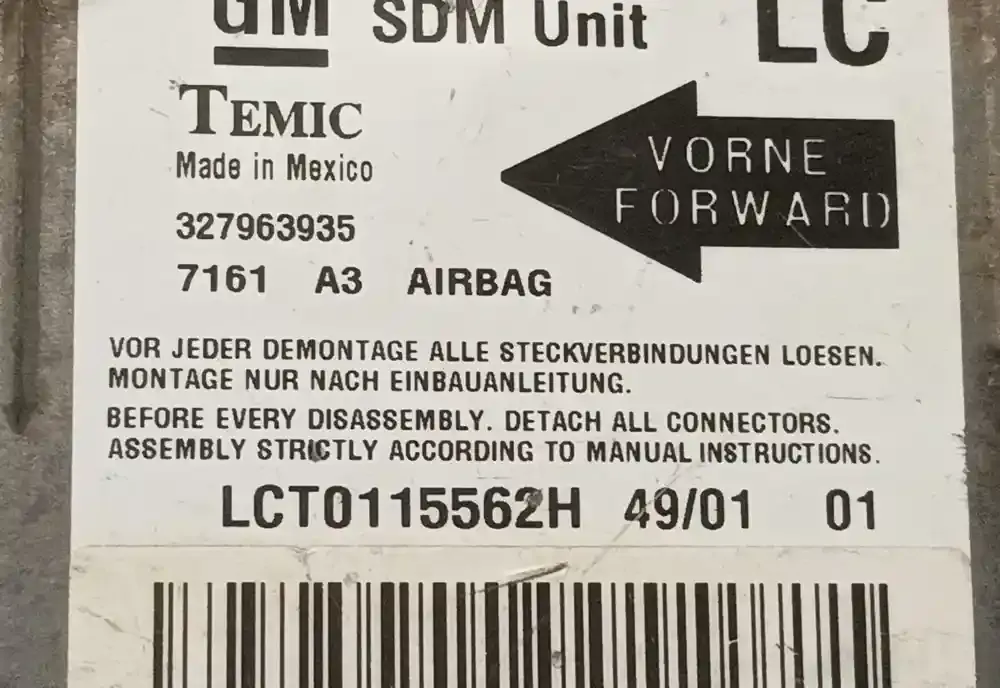 GM SDM Unit LC
TEMIC
Made in Mexico
VORNE
FORWARD
327963935
7161 A3 AIRBAG
VOR JEDER DEMONTAGE ALLE STECKVERBINDUNGEN LOESEN.
MONTAGE NUR NACH EINBAUANLEITUNG.
BEFORE EVERY DISASSEMBLY. DETACH ALL CONNECTORS.
ASSEMBLY STRICTLY ACCORDING TO MANUAL INSTRUCTIONS.
LCT0115562H 49/01 01